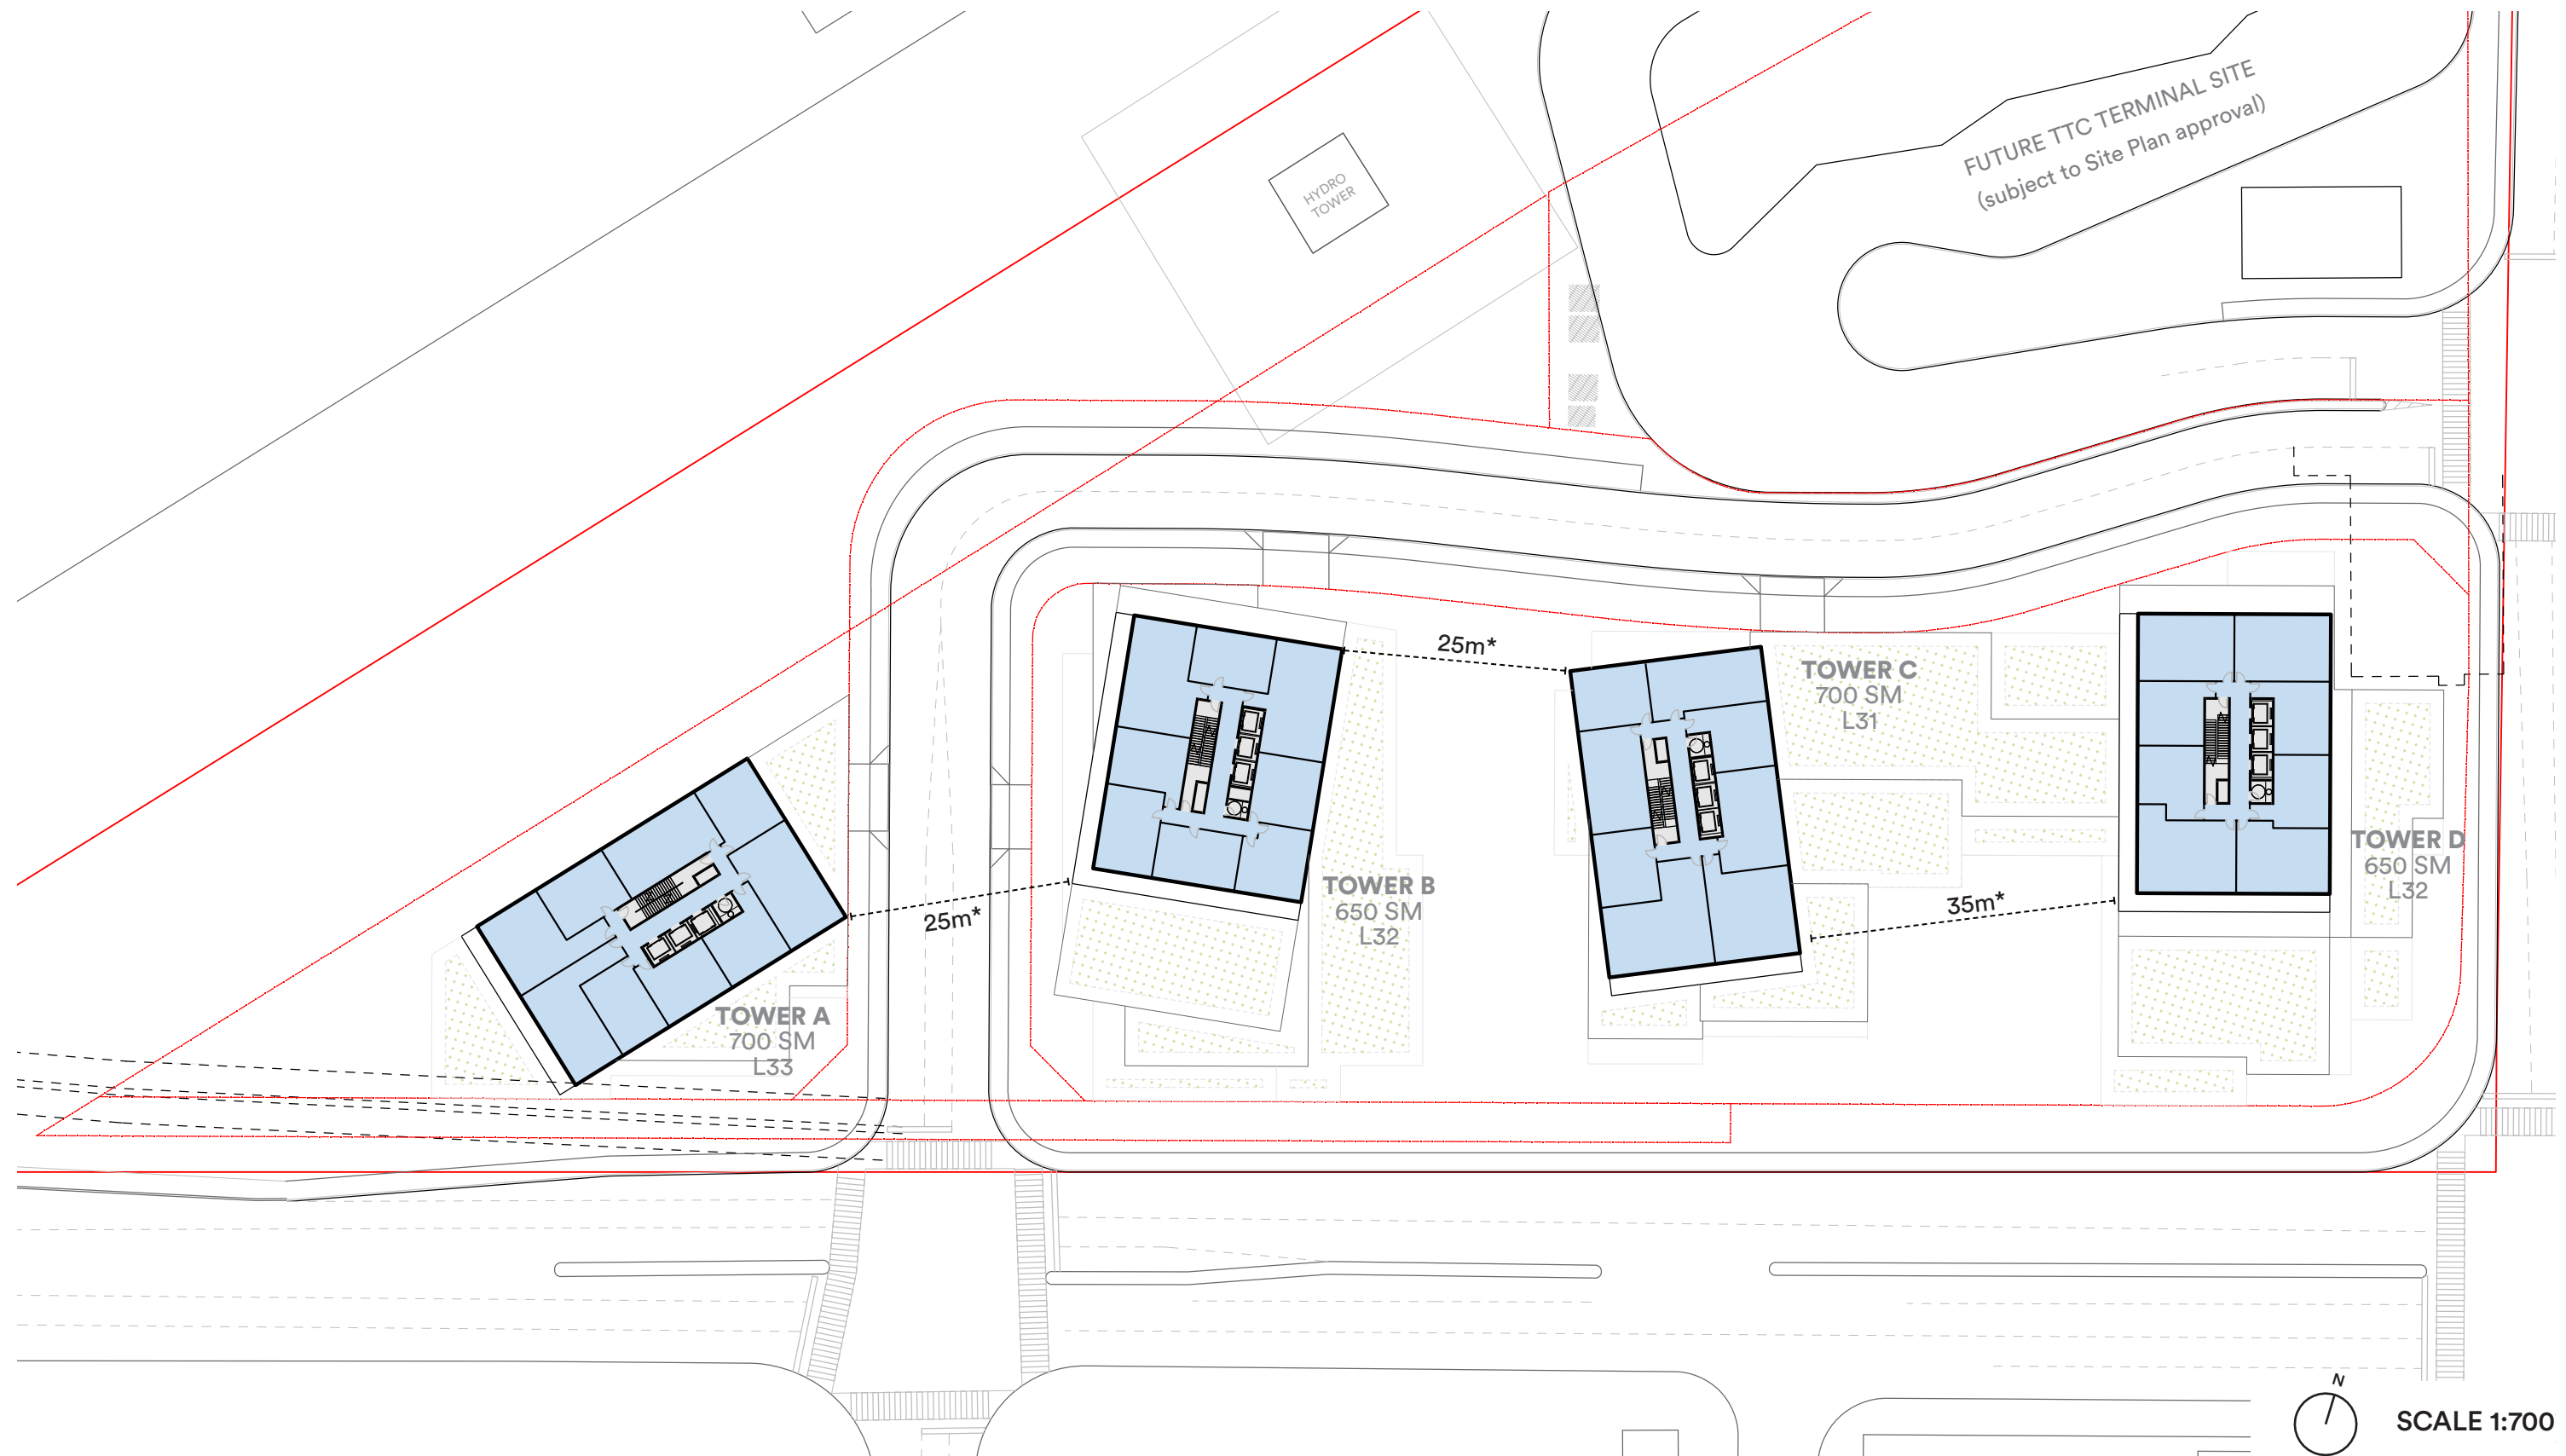 FUTURE TTC TERMINAL SITE
(subject to Site Plan approval)
HYDRO
TOWER
25m*
TOWER C
700 SM
L31
TOWER D
650 SM
L32
TOWER B
650 SM
L32
35m*
25m*
TOWER A
700 SM
L33
N
SCALE 1:700